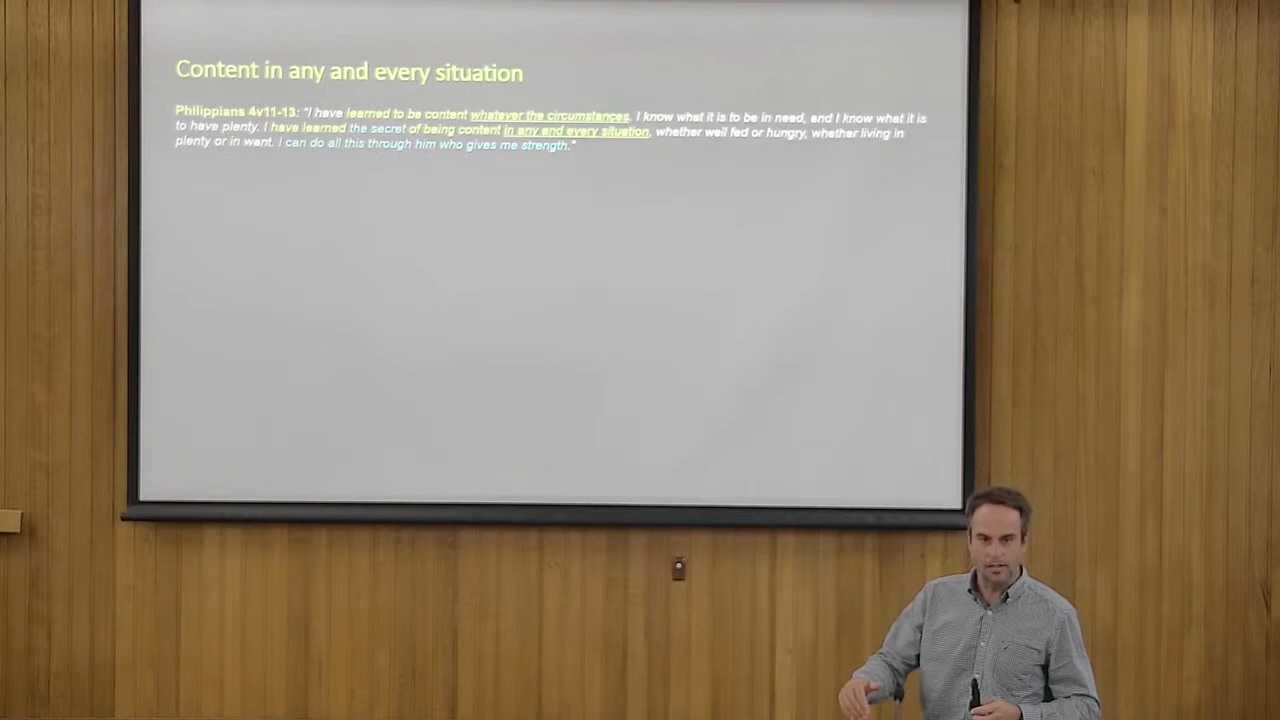 Content in any and every situation
Philippians 4v11-13: "I have learned to be content whatever the circumstances. I know what it is to be in need, and I know what it is
to have plenty. I have learned the secret of being content in any and every situation, whether well fed or hungry, whether living in
plenty or in want. I can do all this through him who gives me strength."